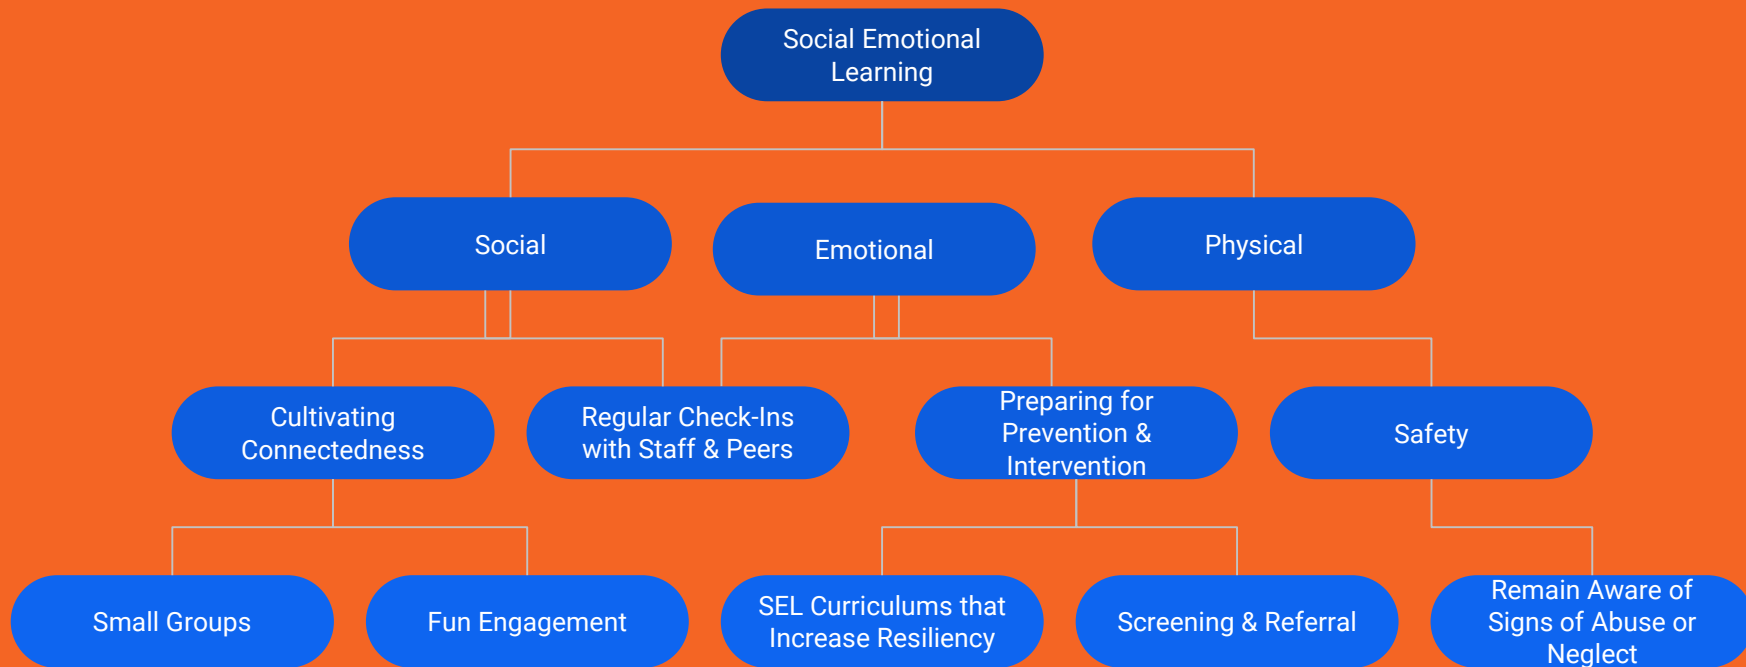 Social Emotional
Learning
Social
Emotional
Physical
Cultivating
Connectedness
Regular Check-Ins
with Staff & Peers
Preparing for
Prevention &
Intervention
Safety
Small Groups
Fun Engagement
SEL Curriculums that
Increase Resiliency
Screening & Referral
Remain Aware of
Signs of Abuse or
Neglect